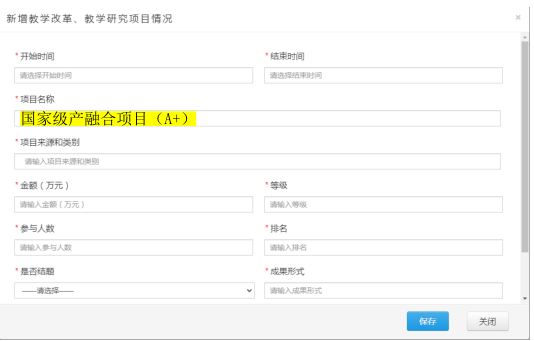 新增教学改革、教学研究项目情况 ×
*开始时间 *结束时间
请选择开始时间 请选择结束时间
*项目名称
国家级产融合项目（A+）
*项目来源和类别
请输入项目来源和类别
*金额（万元） *等级
请输入金额（万元） 请输入等级
*参与人数 *排名
请输入参与人数 请输入排名
*是否结题 *成果形式
——请选择—— 请输入成果形式
保存 关闭